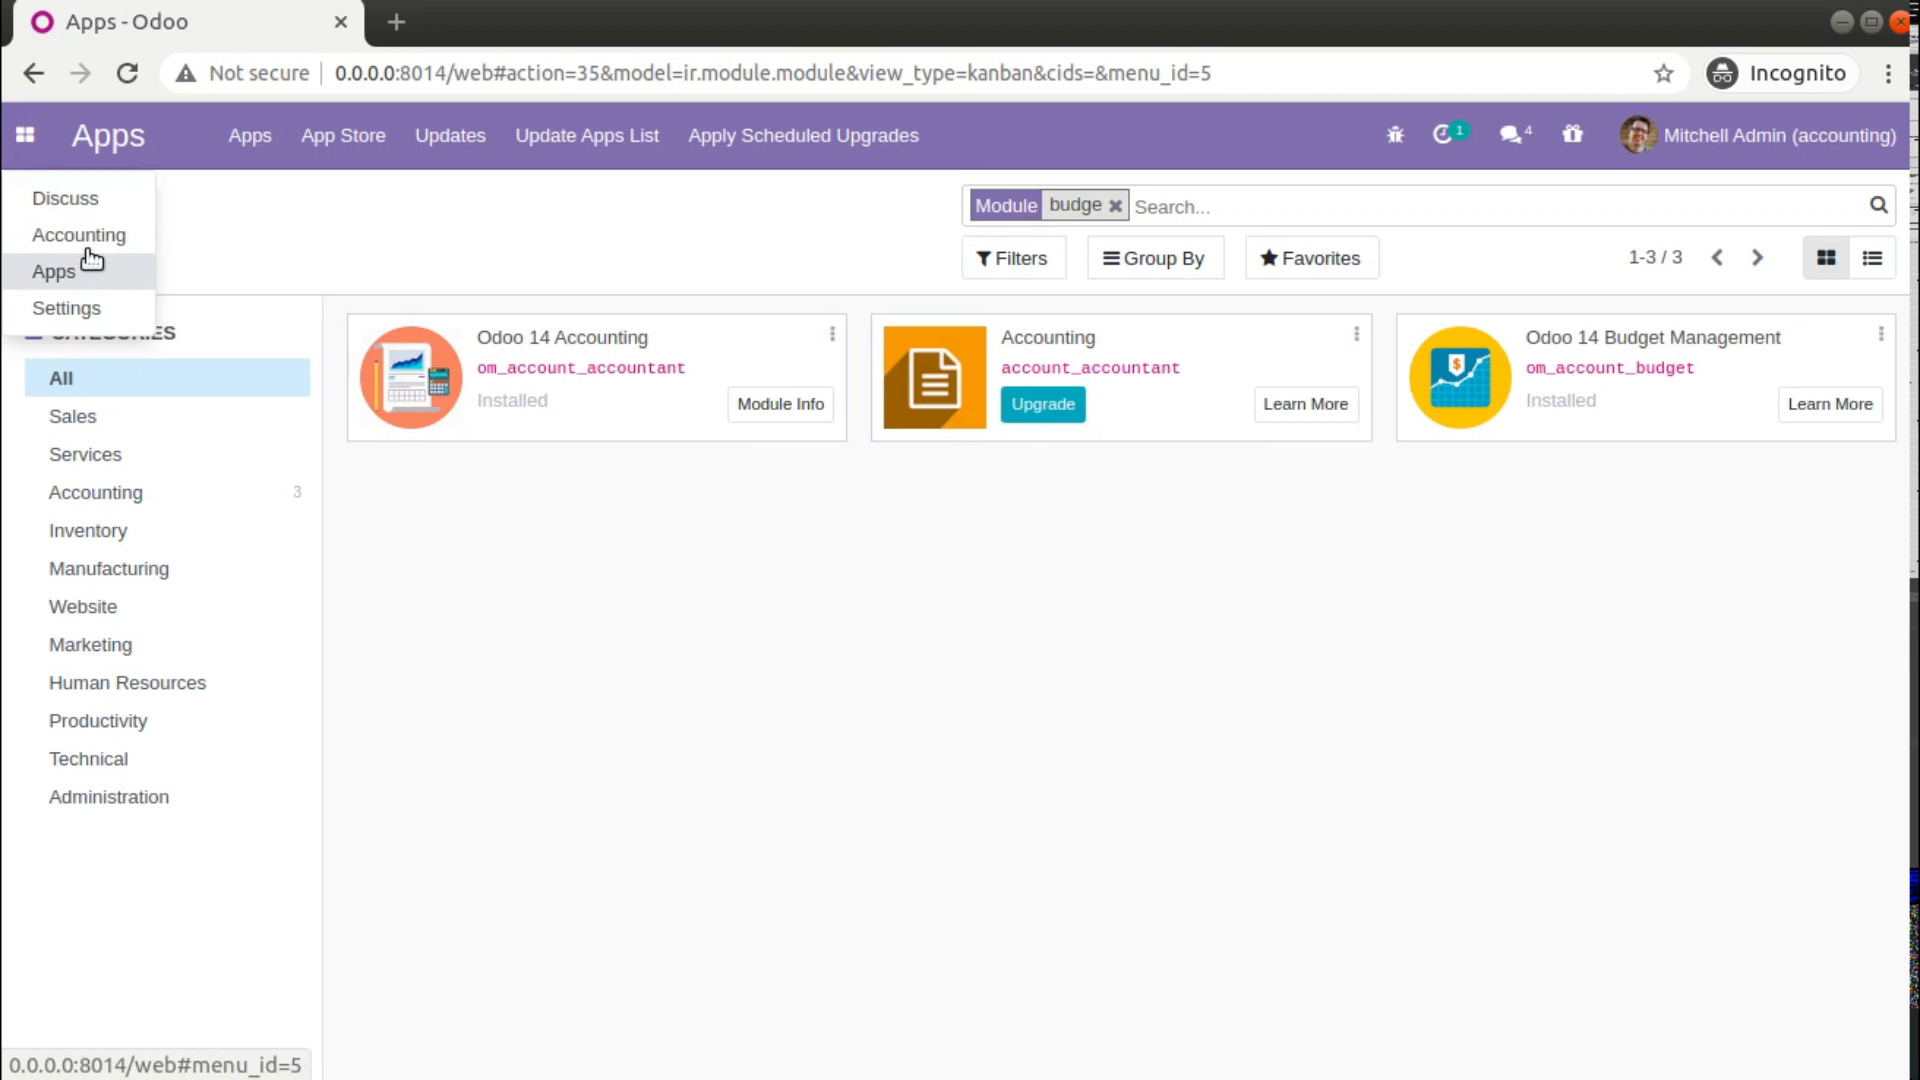 Apps - Odoo
Not secure 0.0.0.0:8014/web#action=35&model=ir.module.module&view_type=kanban&cids=&menu_id=5 Incognito
Apps Apps App Store Updates Update Apps List Apply Scheduled Upgrades 1 4 Mitchell Admin (accounting)
Discuss
Accounting
Apps
Settings
Module budge Search...
Filters Group By Favorites 1-3 / 3
CATEGORIES
All
Sales
Services
Accounting 3
Inventory
Manufacturing
Website
Marketing
Human Resources
Productivity
Technical
Administration
Odoo 14 Accounting
om_account_accountant
Installed Module Info
Accounting
account_accountant
Upgrade Learn More
Odoo 14 Budget Management
om_account_budget
Installed Learn More
0.0.0.0:8014/web#menu_id=5